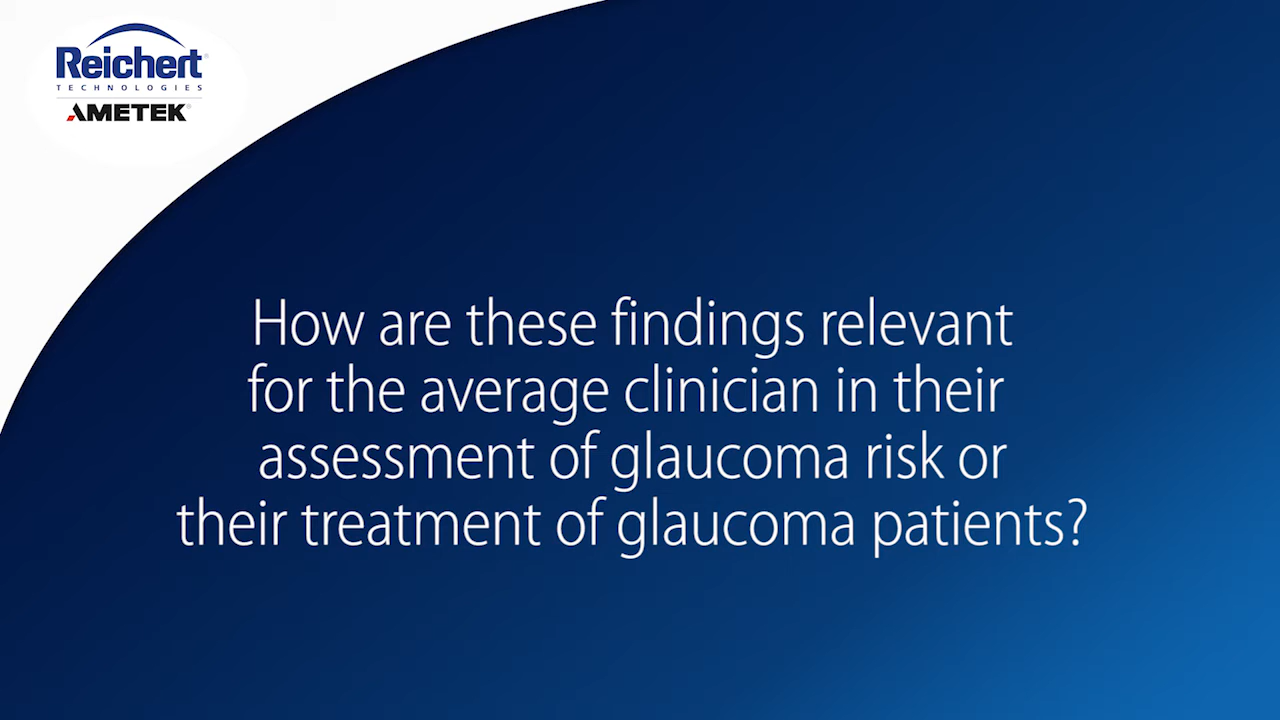 Reichert®
TECHNOLOGIES
AMETEK®
How are these findings relevant
for the average clinician in their
assessment of glaucoma risk or
their treatment of glaucoma patients?